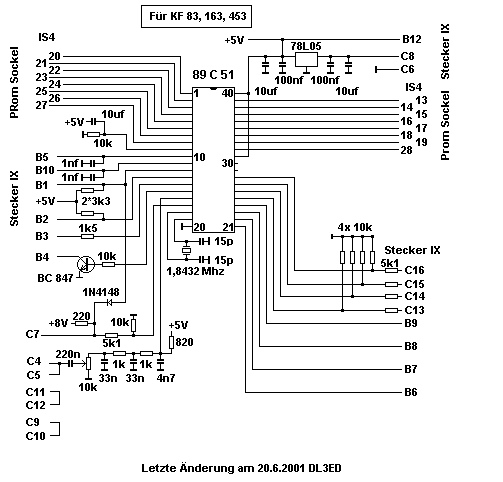 Für KF 83, 163, 453
IS4
+5V
B12
78L05
C8
C6
10uf
100nf
100nf
10uf
Stecker IX
PRom Sockel
20
21
22
23
24
25
26
27
89 C 51
1
40
IS4
13
14
15
16
17
18
19
28
Prom Sockel
10uf
+5V
10k
B5
1nf
B10
1nf
B1
+5V
2*3k3
B2
B3
1k5
Stecker IX
10
30
20
21
15p
15p
1,8432 Mhz
B4
10k
BC 847
1N4148
4x 10k
Stecker IX
5k1
C16
C15
C14
C13
B9
B8
B7
B6
220
+8V
10k
+5V
C7
5k1
820
C4
220n
C5
1k
1k
10k
33n
33n
4n7
C11
C12
C9
C10
Letzte Änderung am 20.6.2001 DL3ED